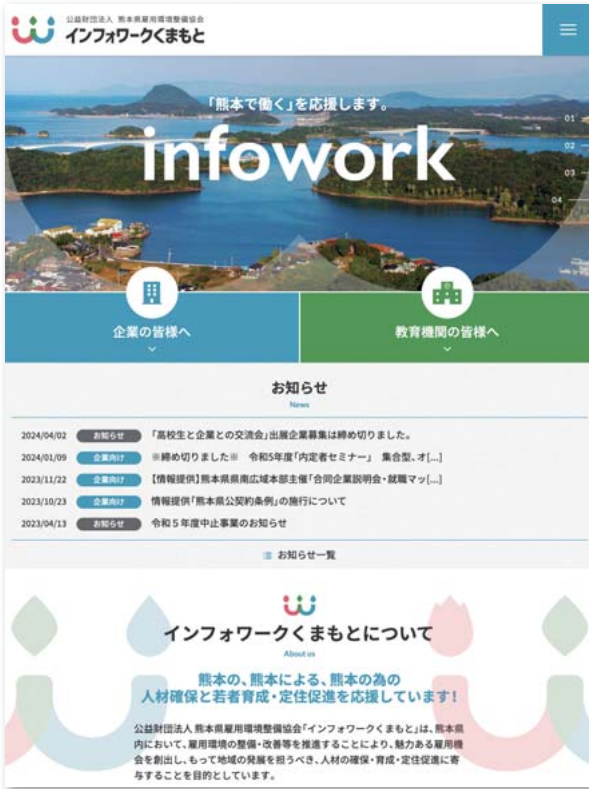 公益財団法人 熊本県雇用環境整備協会
インフォワークくまもと
「熊本で働く」を応援します。
infowork
01
02
03
04
企業の皆様へ
教育機関の皆様へ
お知らせ
News
2024/04/02 お知らせ 「高校生と企業との交流会」出展企業募集は締め切りました。
2024/01/09 企業向け ※締め切りました※ 令和5年度「内定者セミナー」 集合型、オ[...]
2023/11/22 企業向け 【情報提供】熊本県県南広域本部主催「合同企業説明会・就職マッ[...]
2023/10/23 企業向け 情報提供「熊本県公契約条例」の施行について
2023/04/13 お知らせ 令和５年度中止事業のお知らせ
お知らせ一覧
インフォワークくまもとについて
About us
熊本の、熊本による、熊本の為の
人材確保と若者育成・定住促進を応援しています！
公益財団法人 熊本県雇用環境整備協会「インフォワークくまもと」は、熊本県
内において、雇用環境の整備・改善等を推進することにより、魅力ある雇用機
会を創出し、もって地域の発展を担うべき、人材の確保・育成・定住促進に寄
与することを目的としています。